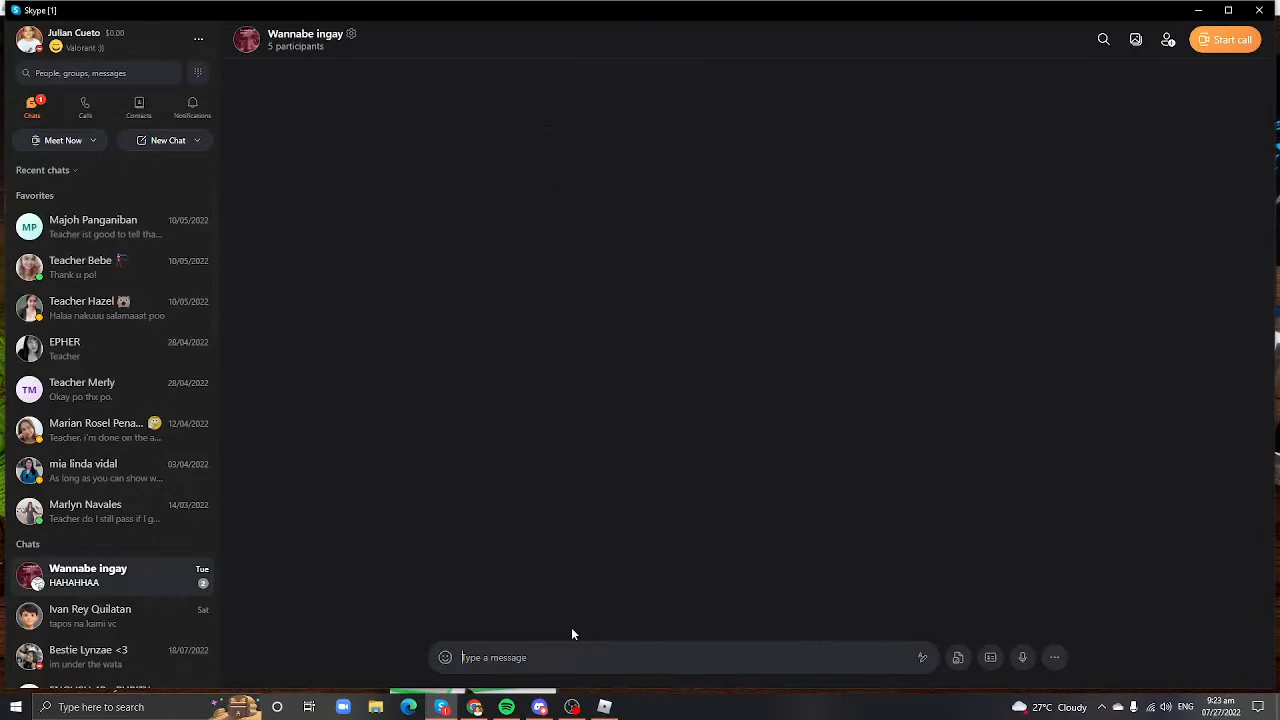 Skype [1]
Julian Cueto $0.00
Valorant :))
People, groups, messages
Chats 1
Calls
Contacts
Notifications
Meet Now
New Chat
Recent chats
Favorites
MP
Majoh Panganiban 10/05/2022
Teacher ist good to tell tha...
Teacher Bebe 10/05/2022
Thank u po!
Teacher Hazel 10/05/2022
Halaa nakuuu salamaaat poo
EPHER 28/04/2022
Teacher
TM
Teacher Merly 28/04/2022
Okay po thx po.
Marian Rosel Pena... 12/04/2022
Teacher, i'm done on the a...
mia linda vidal 03/04/2022
As long as you can show w...
Marlyn Navales 14/03/2022
Teacher do I still pass if I g...
Chats
Wannabe ingay Tue
HAHAHHAA 2
Ivan Rey Quilatan Sat
tapos na kami vc
Bestie Lynzae <3 18/07/2022
im under the wata
Wannabe ingay
5 participants
Start call
Type a message
Type here to search
27°C Cloudy
ENG
9:23 am
07/27/2022